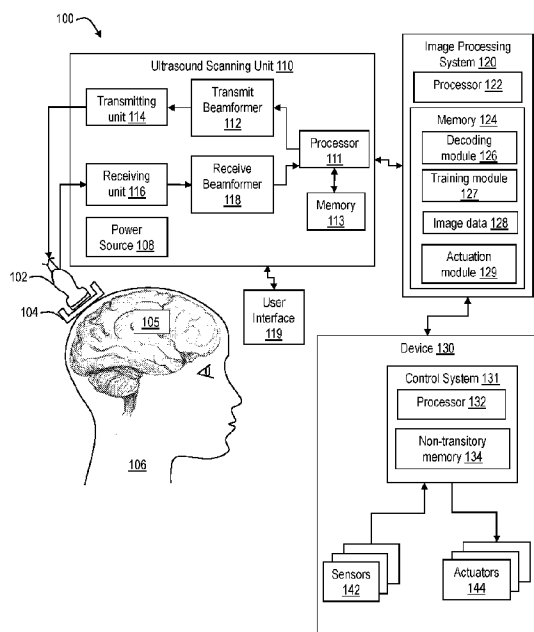 100
Ultrasound Scanning Unit 110
Transmitting
unit 114
Transmit
Beamformer
112
Processor
111
Receiving
unit 116
Receive
Beamformer
118
Memory
113
Power
Source 108
102
104
105
106
User
Interface
119
Image Processing
System 120
Processor
122
Memory 124
Decoding
module 126
Training module
127
Image data 128
Actuation
module 129
Device 130
Control System 131
Processor
132
Non-transitory
memory 134
Sensors
142
Actuators
144